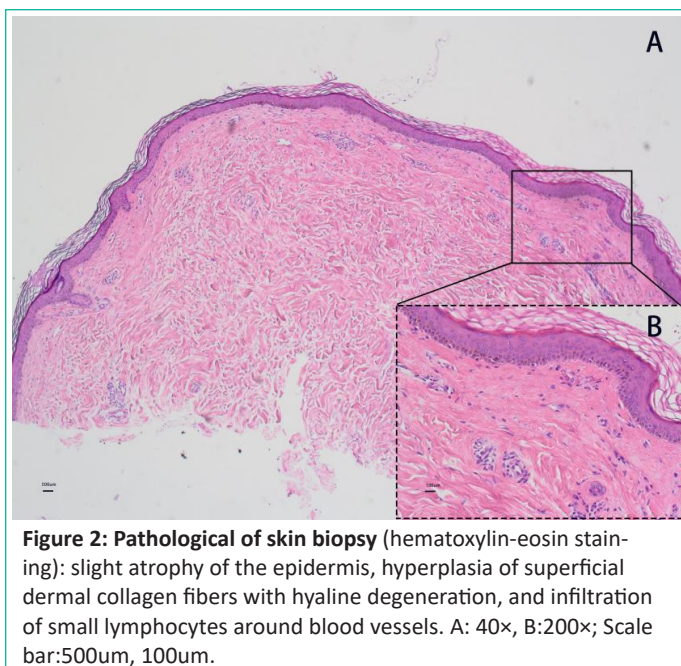 A
B
100um
Figure 2: Pathological of skin biopsy (hematoxylin-eosin stain-
ing): slight atrophy of the epidermis, hyperplasia of superficial
dermal collagen fibers with hyaline degeneration, and infiltration
of small lymphocytes around blood vessels. A: 40×, B:200×; Scale
bar:500um, 100um.